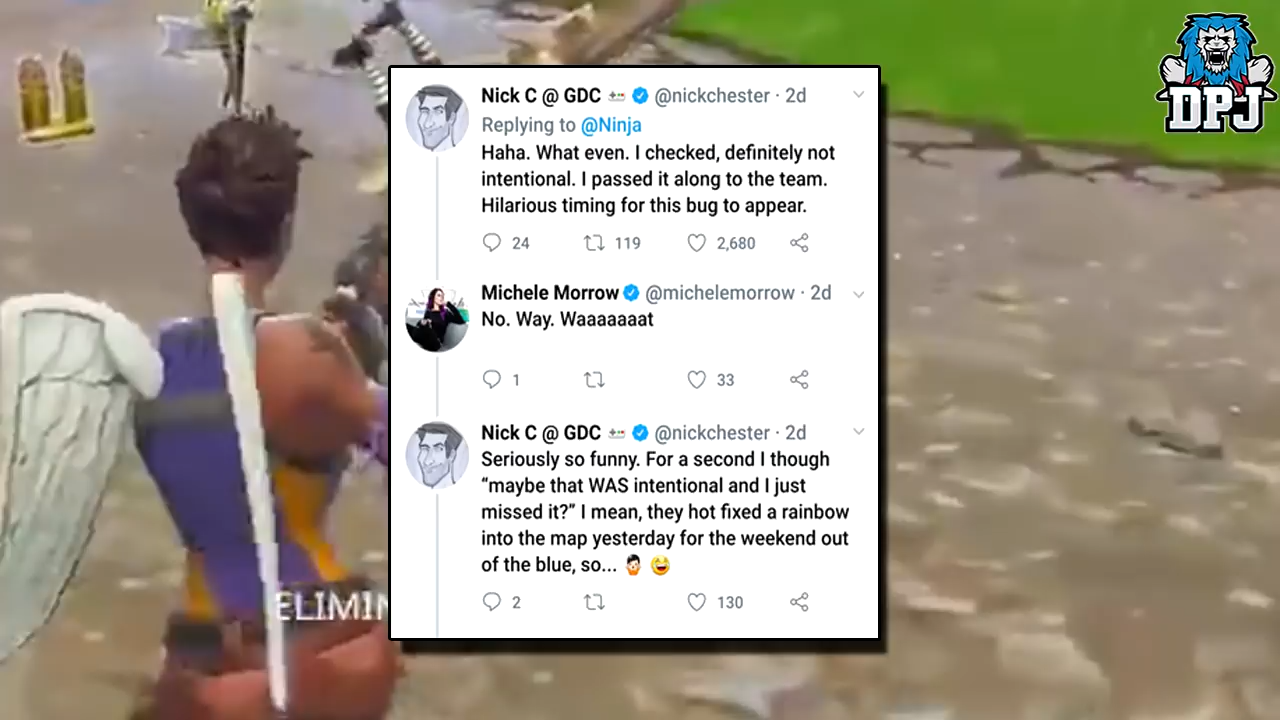 DPJ
Nick C @ GDC @nickchester · 2d
Replying to @Ninja
Haha. What even. I checked, definitely not
intentional. I passed it along to the team.
Hilarious timing for this bug to appear.
24 119 2,680
Michele Morrow @michelemorrow · 2d
No. Way. Waaaaaaat
1 33
Nick C @ GDC @nickchester · 2d
Seriously so funny. For a second I though
“maybe that WAS intentional and I just
missed it?” I mean, they hot fixed a rainbow
into the map yesterday for the weekend out
of the blue, so... 🤷🏻‍♂️ 😂
2 130
ELIMIN